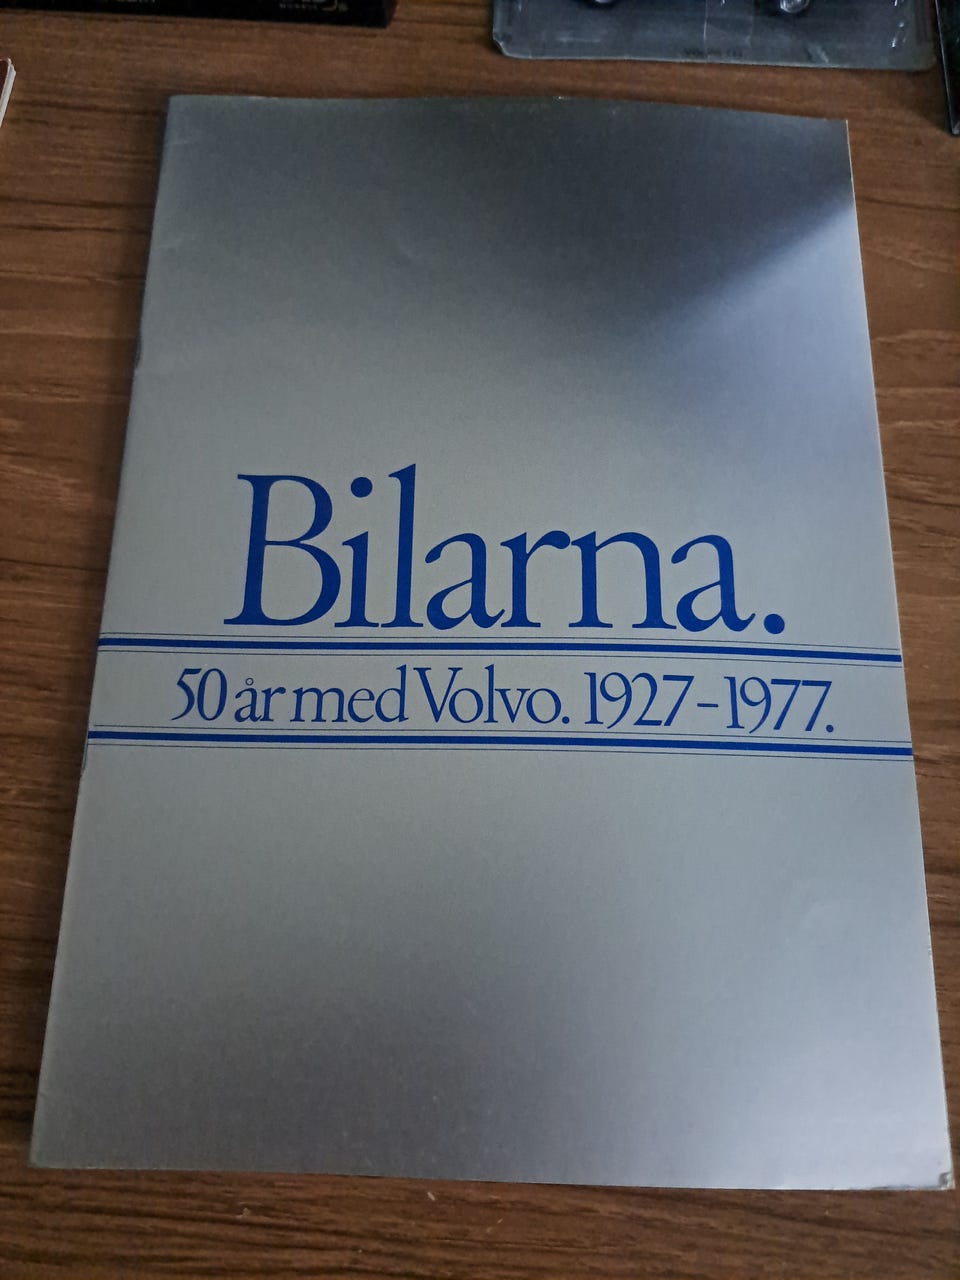 Bilarna.
50 år med Volvo. 1927-1977.